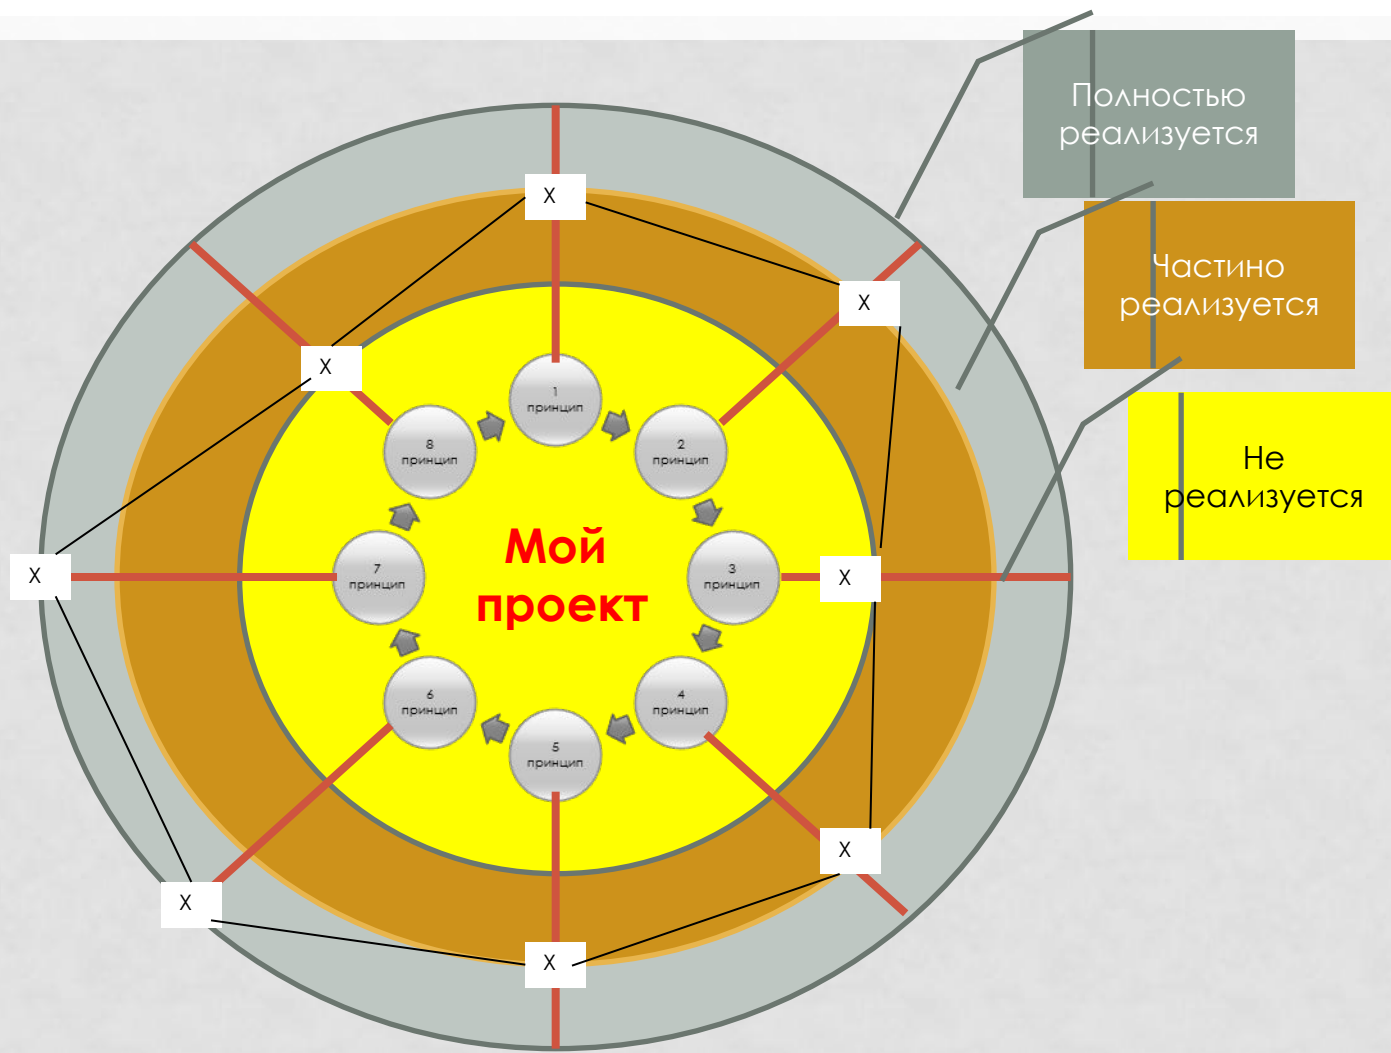 Полностью
реализуется
Частино
реализуется
Не
реализуется
X
X
X
X
1
принцип
8
принцип
2
принцип
Мой
проект
7
принцип
3
принцип
X
X
6
принцип
4
принцип
5
принцип
X
X